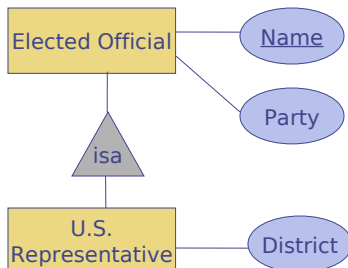 Elected Official
Name
Party
isa
U.S.
Representative
District